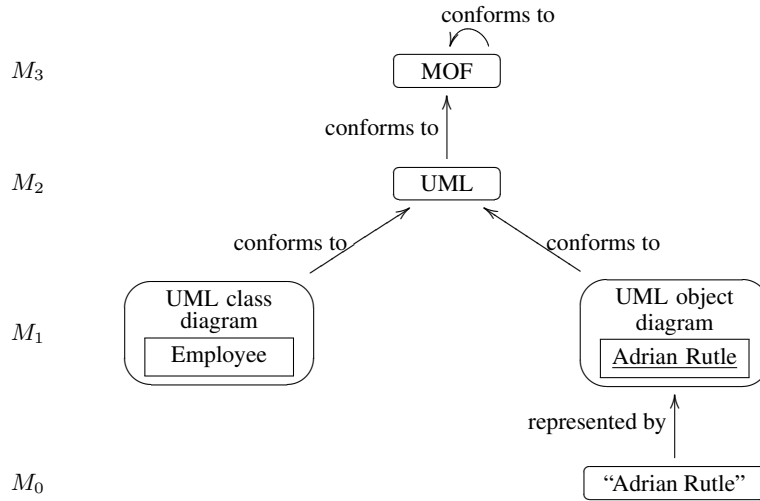 conforms to
M3 MOF
conforms to
M2 UML
conforms to conforms to
UML class UML object
diagram diagram
M1
Employee Adrian Rutle
represented by
M0 “Adrian Rutle”